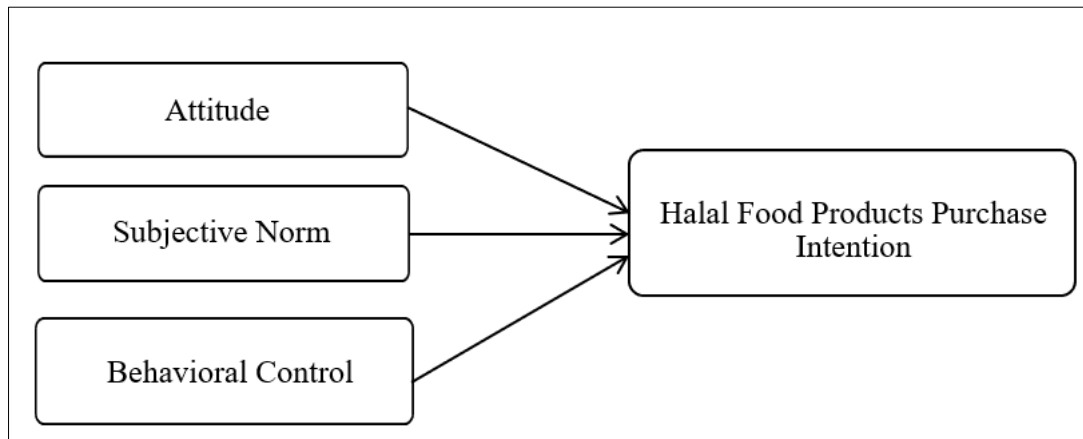 Attitude
Subjective Norm
Behavioral Control
Halal Food Products Purchase
Intention